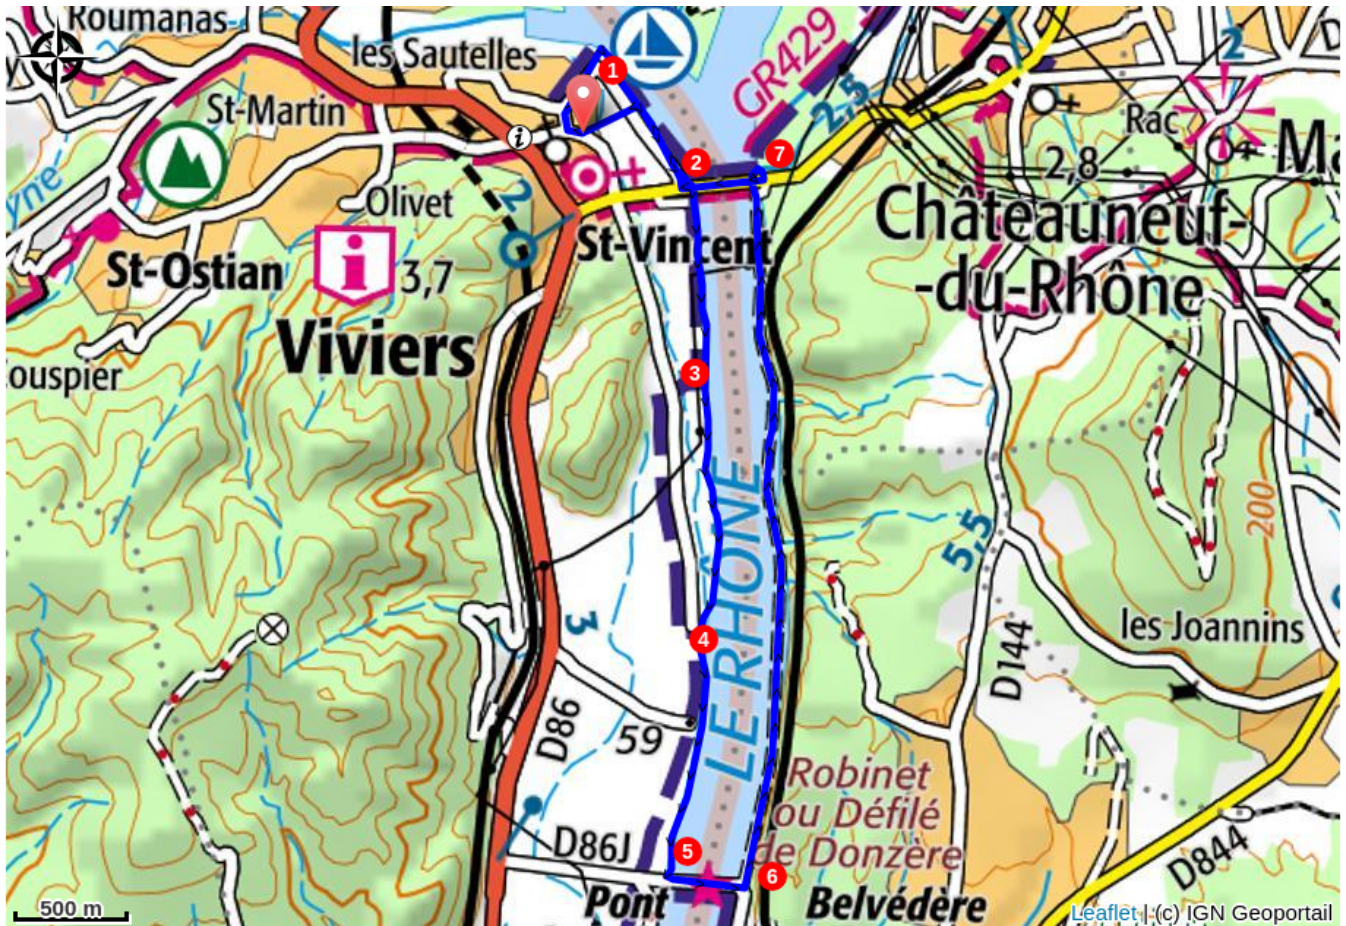 Roumanas
les Sautelles
1
GR429
2
D
St-Martin
i
2,5
Rac
Ma
yne
2
7
2,8
Olivet
2
Châteauneuf-
-du-Rhône
St-Vincent
St-Ostian
i
3,7
Viviers
ouspier
3
LE RHÔNE
200
5,5
3
4
les Joannins
D144
D86
59
Robinet
ou Défilé
de Donzère
D86J
5
6
D844
Pont
Belvédère
500 m
Leaflet | (c) IGN Geoportail